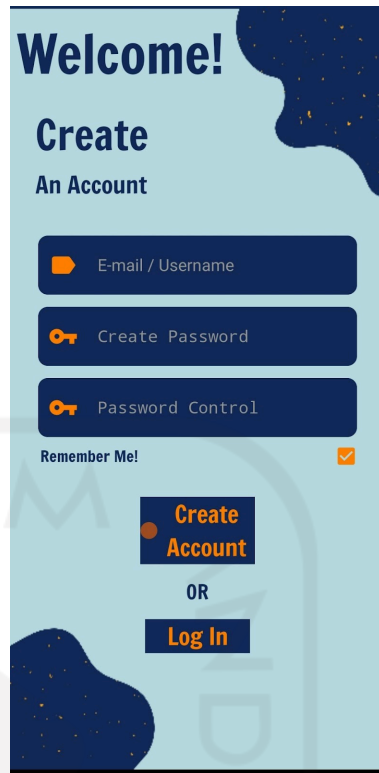 Welcome!
Create
An Account
E-mail / Username
Create Password
Password Control
Remember Me!
Create
Account
OR
Log In